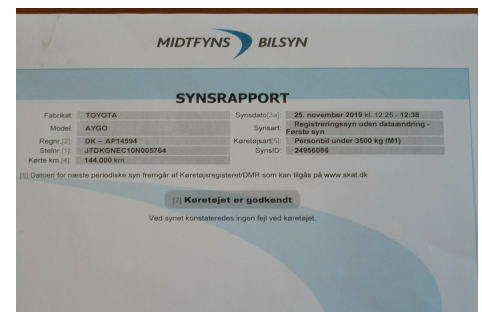 MIDTFYNS BILSYN
SYNSRAPPORT
Fabrikat: TOYOTA
Model: AYGO
Regnr.[2]: DK – AP14594
Stelnr.[1]: JTDKGNEC10N005764
Kørte km.[4]: 144.000 km.
Synsdato[3a]: 25. november 2019 kl. 12:25 - 12:38
Synsart: Registreringssyn uden dataændring -
Første syn
Køretøjsart[5]: Personbil under 3500 kg (M1)
SynsID: 24956086
[8] Datoen for næste periodiske syn fremgår af Køretøjsregisteret/DMR som kan tilgås på www.skat.dk
[7] Køretøjet er godkendt
Ved synet konstateredes ingen fejl ved køretøjet.